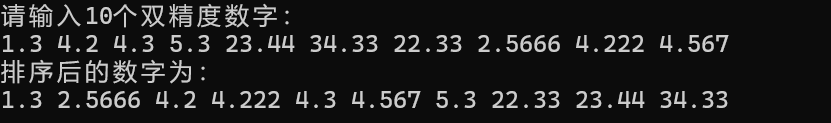 请输入10个双精度数字:
1.3 4.2 4.3 5.3 23.44 34.33 22.33 2.5666 4.222 4.567
排序后的数字为:
1.3 2.5666 4.2 4.222 4.3 4.567 5.3 22.33 23.44 34.33